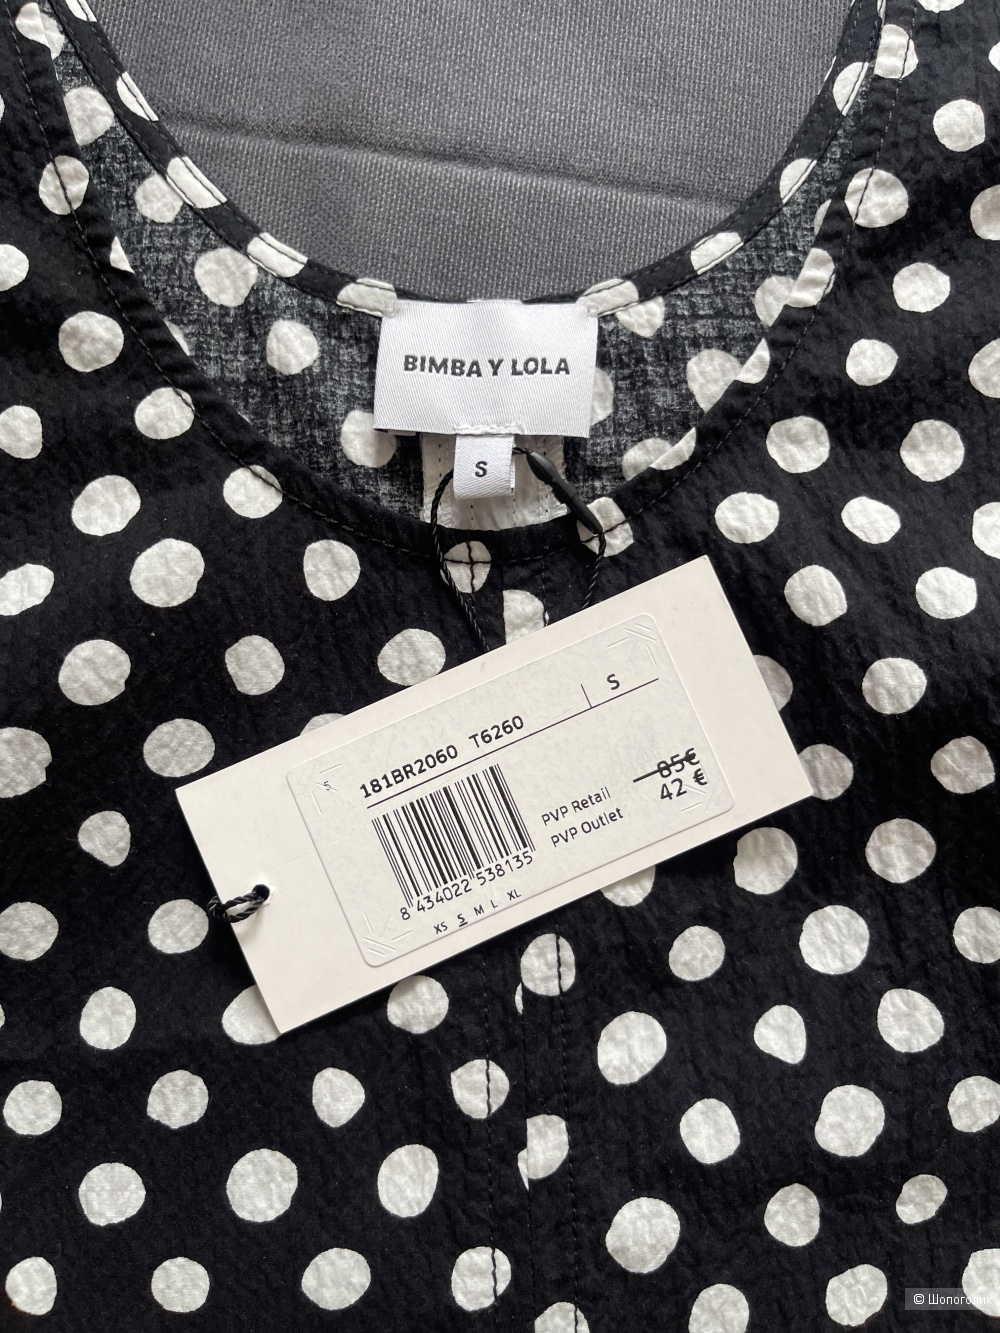 BIMBA Y LOLA
S
181BR2060 T6260 S
8 434022 538135
PVP Retail 85€
PVP Outlet 42 €
XS S M L XL
© Шопоголик